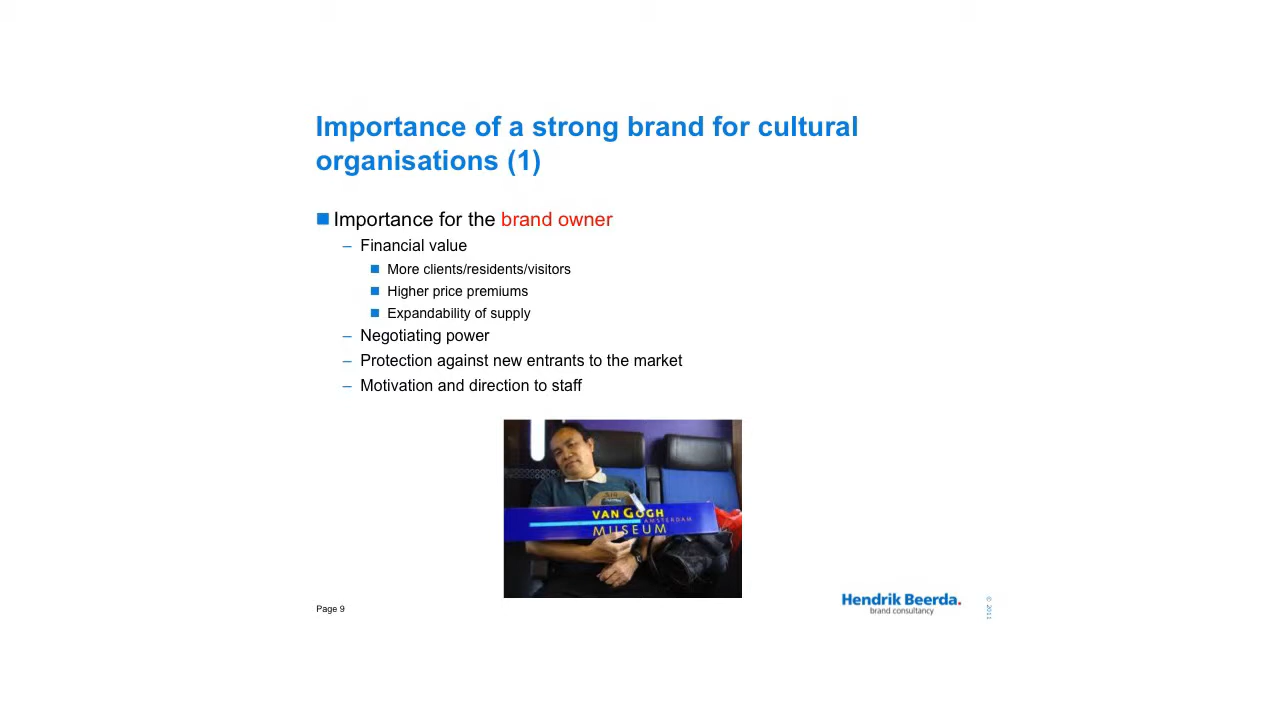 Importance of a strong brand for cultural
organisations (1)
Importance for the brand owner
– Financial value
More clients/residents/visitors
Higher price premiums
Expandability of supply
– Negotiating power
– Protection against new entrants to the market
– Motivation and direction to staff
VAN GOGH
AMSTERDAM
MUSEUM
Page 9
Hendrik Beerda.
brand consultancy
© 2011